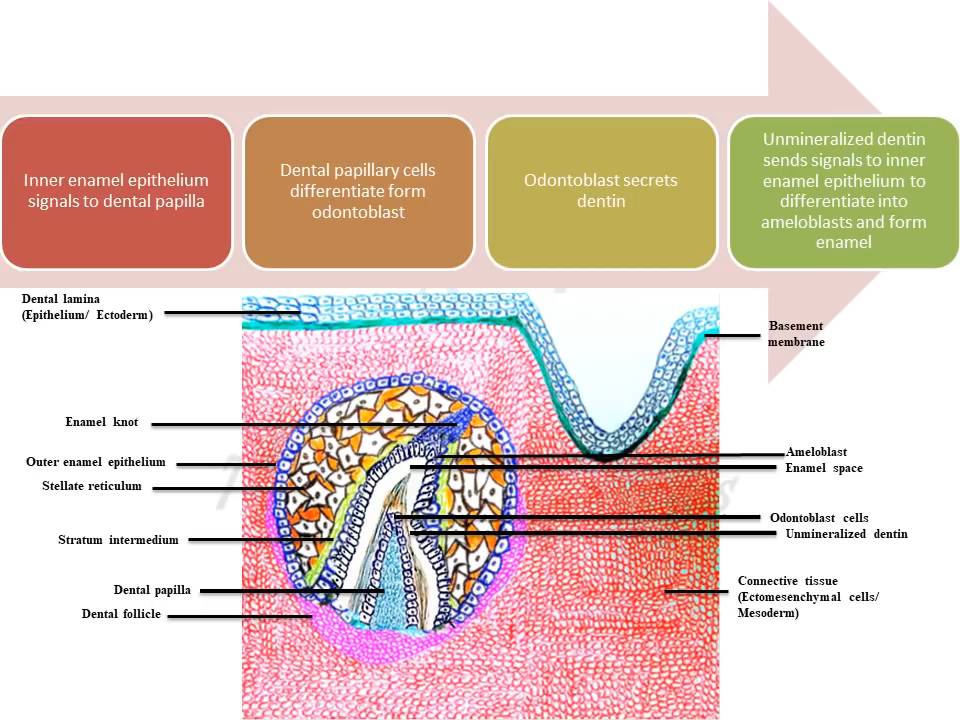 Inner enamel epithelium
signals to dental papilla
Dental papillary cells
differentiate form
odontoblast
Odontoblast secrets
dentin
Unmineralized dentin
sends signals to inner
enamel epithelium to
differentiate into
ameloblasts and form
enamel
Dental lamina
(Epithelium/ Ectoderm)
Basement
membrane
Enamel knot
Outer enamel epithelium
Stellate reticulum
Stratum intermedium
Dental papilla
Dental follicle
Ameloblast
Enamel space
Odontoblast cells
Unmineralized dentin
Connective tissue
(Ectomesenchymal cells/
Mesoderm)